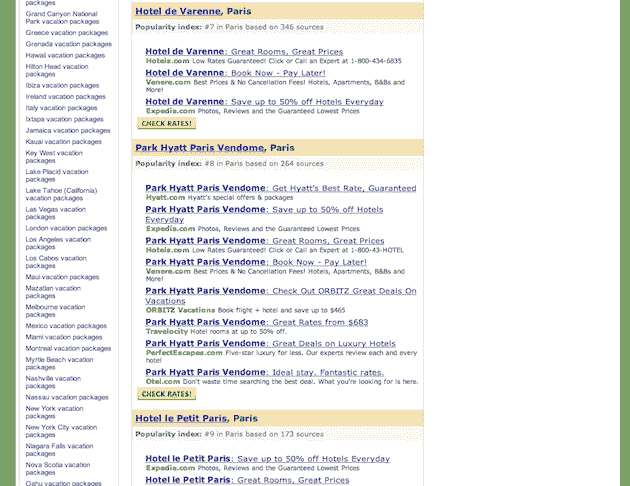 packages
Grand Canyon National
Park vacation packages
Greece vacation packages
Grenada vacation packages
Hawaii vacation packages
Hilton Head vacation
packages
Ibiza vacation packages
Ireland vacation packages
Italy vacation packages
Ixtapa vacation packages
Jamaica vacation packages
Kauai vacation packages
Key West vacation
packages
Lake Placid vacation
packages
Lake Tahoe (California)
vacation packages
Las Vegas vacation
packages
London vacation packages
Los Angeles vacation
packages
Los Cabos vacation
packages
Maui vacation packages
Mazatlan vacation
packages
Melbourne vacation
packages
Mexico vacation packages
Miami vacation packages
Montreal vacation packages
Myrtle Beach vacation
packages
Nashville vacation
packages
Nassau vacation packages
New York vacation
packages
New York City vacation
packages
Niagara Falls vacation
packages
Nova Scotia vacation
packages
Oahu vacation packages
Hotel de Varenne, Paris
Popularity index: #7 in Paris based on 346 sources
Hotel de Varenne: Great Rooms, Great Prices
Hotels.com Low Rates Guaranteed! Click or Call an Expert at 1-800-434-6835
Hotel de Varenne: Book Now - Pay Later!
Venere.com Best Prices & No Cancellation Fees! Hotels, Apartments, B&Bs and
More!
Hotel de Varenne: Save up to 50% off Hotels Everyday
Expedia.com Photos, Reviews and the Guaranteed Lowest Prices
CHECK RATES!
Park Hyatt Paris Vendome, Paris
Popularity index: #8 in Paris based on 264 sources
Park Hyatt Paris Vendome: Get Hyatt's Best Rate, Guaranteed
Hyatt.com Hyatt's special offers & packages
Park Hyatt Paris Vendome: Save up to 50% off Hotels
Everyday
Expedia.com Photos, Reviews and the Guaranteed Lowest Prices
Park Hyatt Paris Vendome: Great Rooms, Great Prices
Hotels.com Low Rates Guaranteed! Click or Call an Expert at 1-800-43-HOTEL
Park Hyatt Paris Vendome: Book Now - Pay Later!
Venere.com Best Prices & No Cancellation Fees! Hotels, Apartments, B&Bs and
More!
Park Hyatt Paris Vendome: Check Out ORBITZ Great Deals On
Vacations
ORBITZ Vacations Book flight + hotel and save up to $465
Park Hyatt Paris Vendome: Great Rates from $683
Travelocity Hotel rooms at up to 50% off.
Park Hyatt Paris Vendome: Great Deals on Luxury Hotels
PerfectEscapes.com Five-star luxury for less. Our experts review each and every
hotel
Park Hyatt Paris Vendome: Ideal stay. Fantastic rates.
Otel.com Don't waste time searching the best deal. What you're looking for is here.
CHECK RATES!
Hotel le Petit Paris, Paris
Popularity index: #9 in Paris based on 173 sources
Hotel le Petit Paris: Save up to 50% off Hotels Everyday
Expedia.com Photos, Reviews and the Guaranteed Lowest Prices
Hotel le Petit Paris: Great Rooms, Great Prices